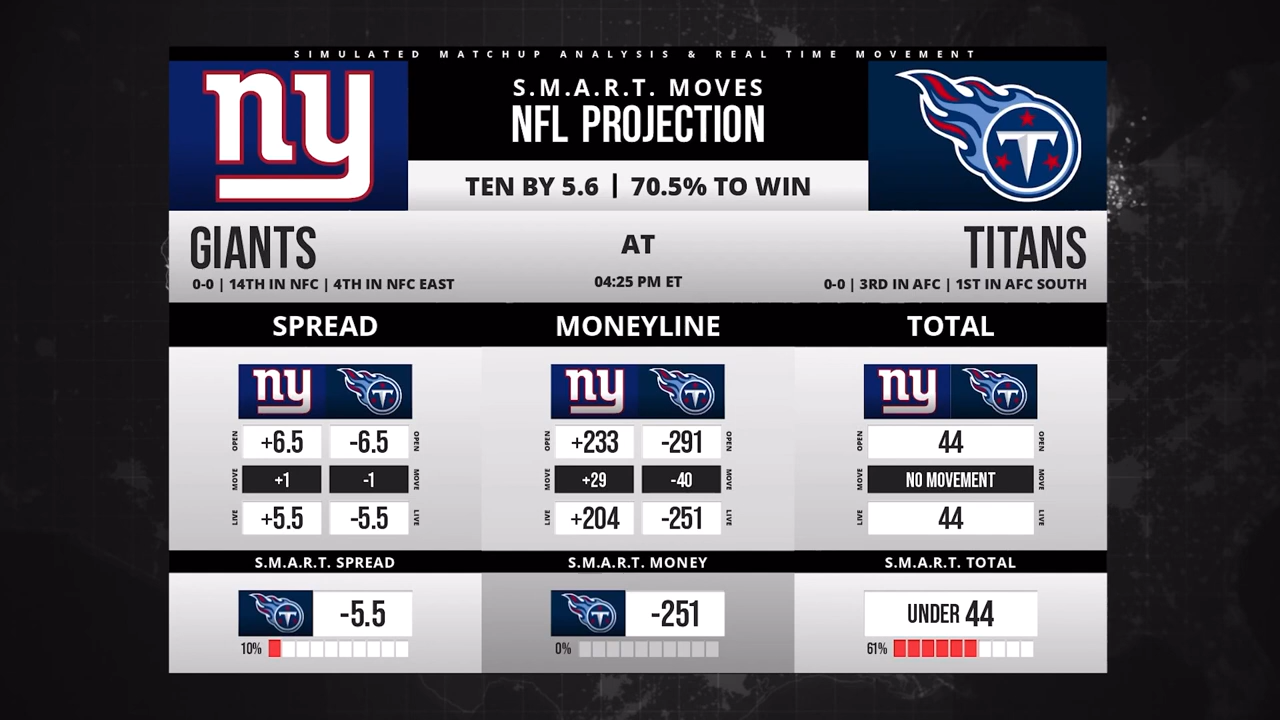 SIMULATED MATCHUP ANALYSIS & REAL TIME MOVEMENT
ny
S.M.A.R.T. MOVES
NFL PROJECTION
T
TEN BY 5.6 | 70.5% TO WIN
GIANTS
AT
TITANS
0-0 | 14TH IN NFC | 4TH IN NFC EAST
04:25 PM ET
0-0 | 3RD IN AFC | 1ST IN AFC SOUTH
SPREAD MONEYLINE TOTAL
ny T ny T ny T
OPEN +6.5 -6.5 OPEN OPEN +233 -291 OPEN OPEN 44 OPEN
MOVE +1 -1 MOVE MOVE +29 -40 MOVE MOVE NO MOVEMENT MOVE
LIVE +5.5 -5.5 LIVE LIVE +204 -251 LIVE LIVE 44 LIVE
S.M.A.R.T. SPREAD S.M.A.R.T. MONEY S.M.A.R.T. TOTAL
T -5.5 T -251 UNDER 44
10% 0% 61%